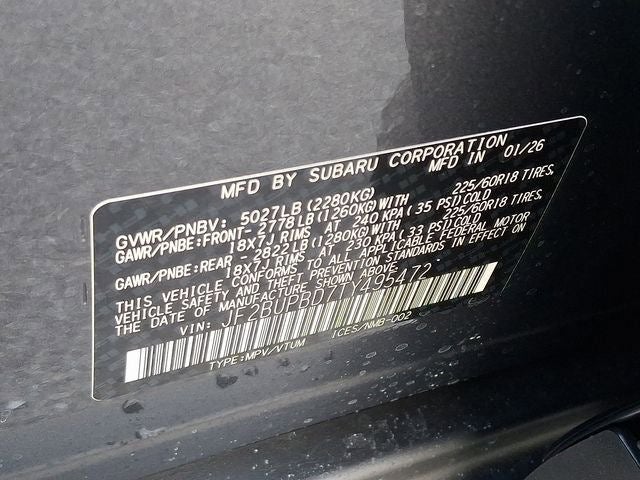 MFD BY SUBARU CORPORATION
MFD IN 01/26
GVWR/PNBV: 5027LB (2280KG)
GAWR/PNBE:FRONT- 2778LB (1260KG) WITH 225/60R18 TIRES,
18X7J RIMS AT 240 KPA ( 35 PSI) COLD
GAWR/PNBE:REAR - 2822LB (1280KG) WITH 225/60R18 TIRES,
18X7J RIMS AT 230 KPA ( 33 PSI) COLD
THIS VEHICLE CONFORMS TO ALL APPLICABLE FEDERAL MOTOR
VEHICLE SAFETY AND THEFT PREVENTION STANDARDS IN EFFECT ON
THE DATE OF MANUFACTURE SHOWN ABOVE.
VIN: JF2BUPBD7TY495472
TYPE:MPV/VTUM ICES/NMB-002